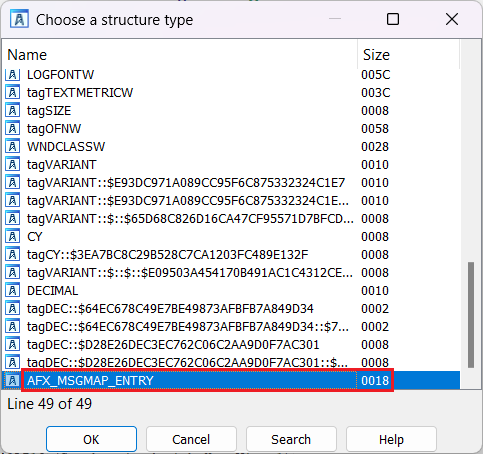 Choose a structure type
Name Size
LOGFONTW 005C
tagTEXTMETRICW 003C
tagSIZE 0008
tagOFNW 0058
WNDCLASSW 0028
tagVARIANT 0010
tagVARIANT::$E93DC971A089CC95F6C875332324C1E7 0010
tagVARIANT::$E93DC971A089CC95F6C875332324C1E... 0010
tagVARIANT::$::$65D68C826D16CA47CF95571D7BFCD... 0008
CY 0008
tagCY::$3EA7BC8C29B528C7CA1203FC489E132F 0008
tagVARIANT::$::$::$E09503A454170B491AC1C4312CE... 0008
DECIMAL 0010
tagDEC::$64EC678C49E7BE49873AFBFB7A849D34 0002
tagDEC::$64EC678C49E7BE49873AFBFB7A849D34::$7... 0002
tagDEC::$D28E26DEC3EC762C06C2AA9D0F7AC301 0008
tagDEC::$D28E26DEC3EC762C06C2AA9D0F7AC301::$... 0008
AFX_MSGMAP_ENTRY 0018
Line 49 of 49
OK Cancel Search Help